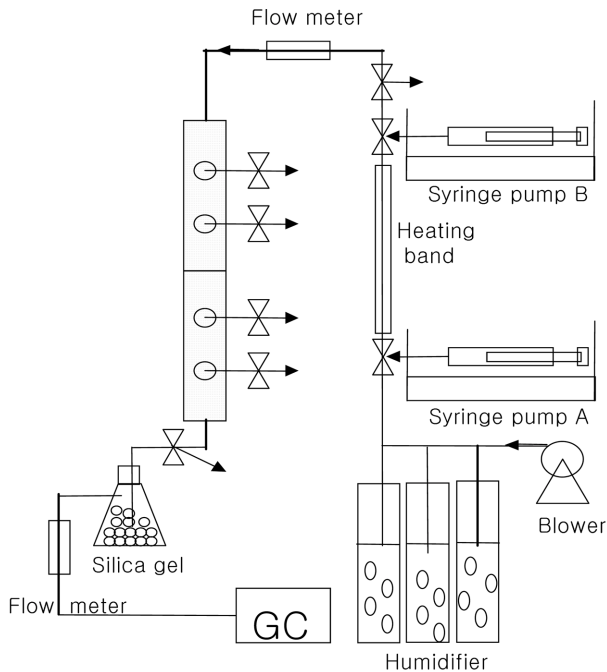 Flow meter
Syringe pump B
Heating
band
Syringe pump A
Blower
Silica gel
Flow meter
GC
Humidifier